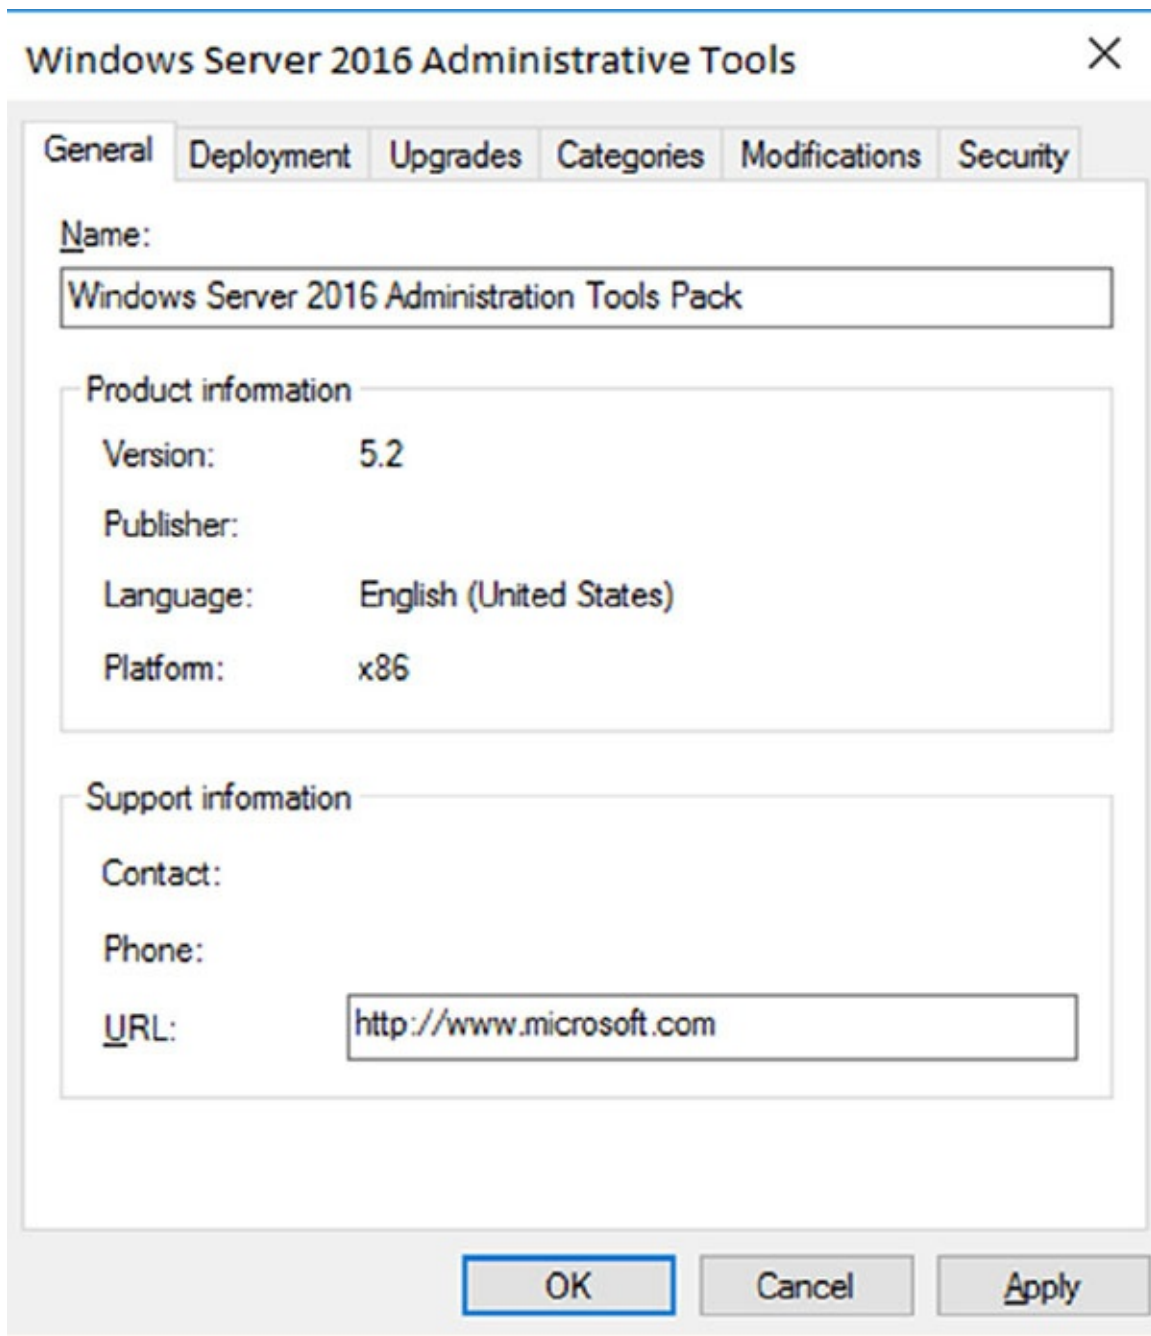 Windows Server 2016 Administrative Tools
General Deployment Upgrades Categories Modifications Security
Name:
Windows Server 2016 Administration Tools Pack
Product information
Version: 5.2
Publisher:
Language: English (United States)
Platform: x86
Support information
Contact:
Phone:
URL: http://www.microsoft.com
OK Cancel Apply